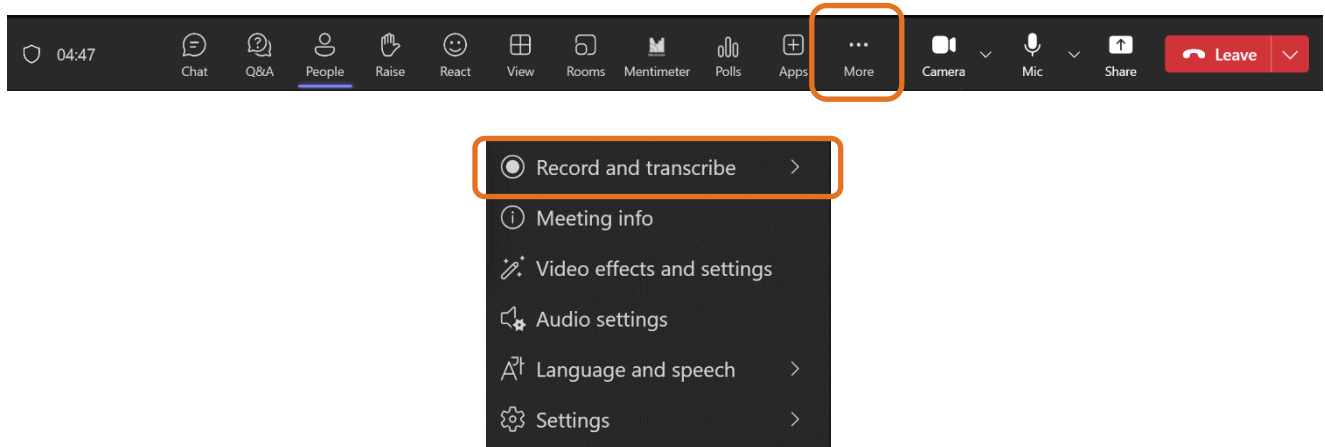 04:47
Chat Q&A People Raise React View Rooms Mentimeter Polls Apps More Camera Mic Share Leave
Record and transcribe
Meeting info
Video effects and settings
Audio settings
Language and speech
Settings